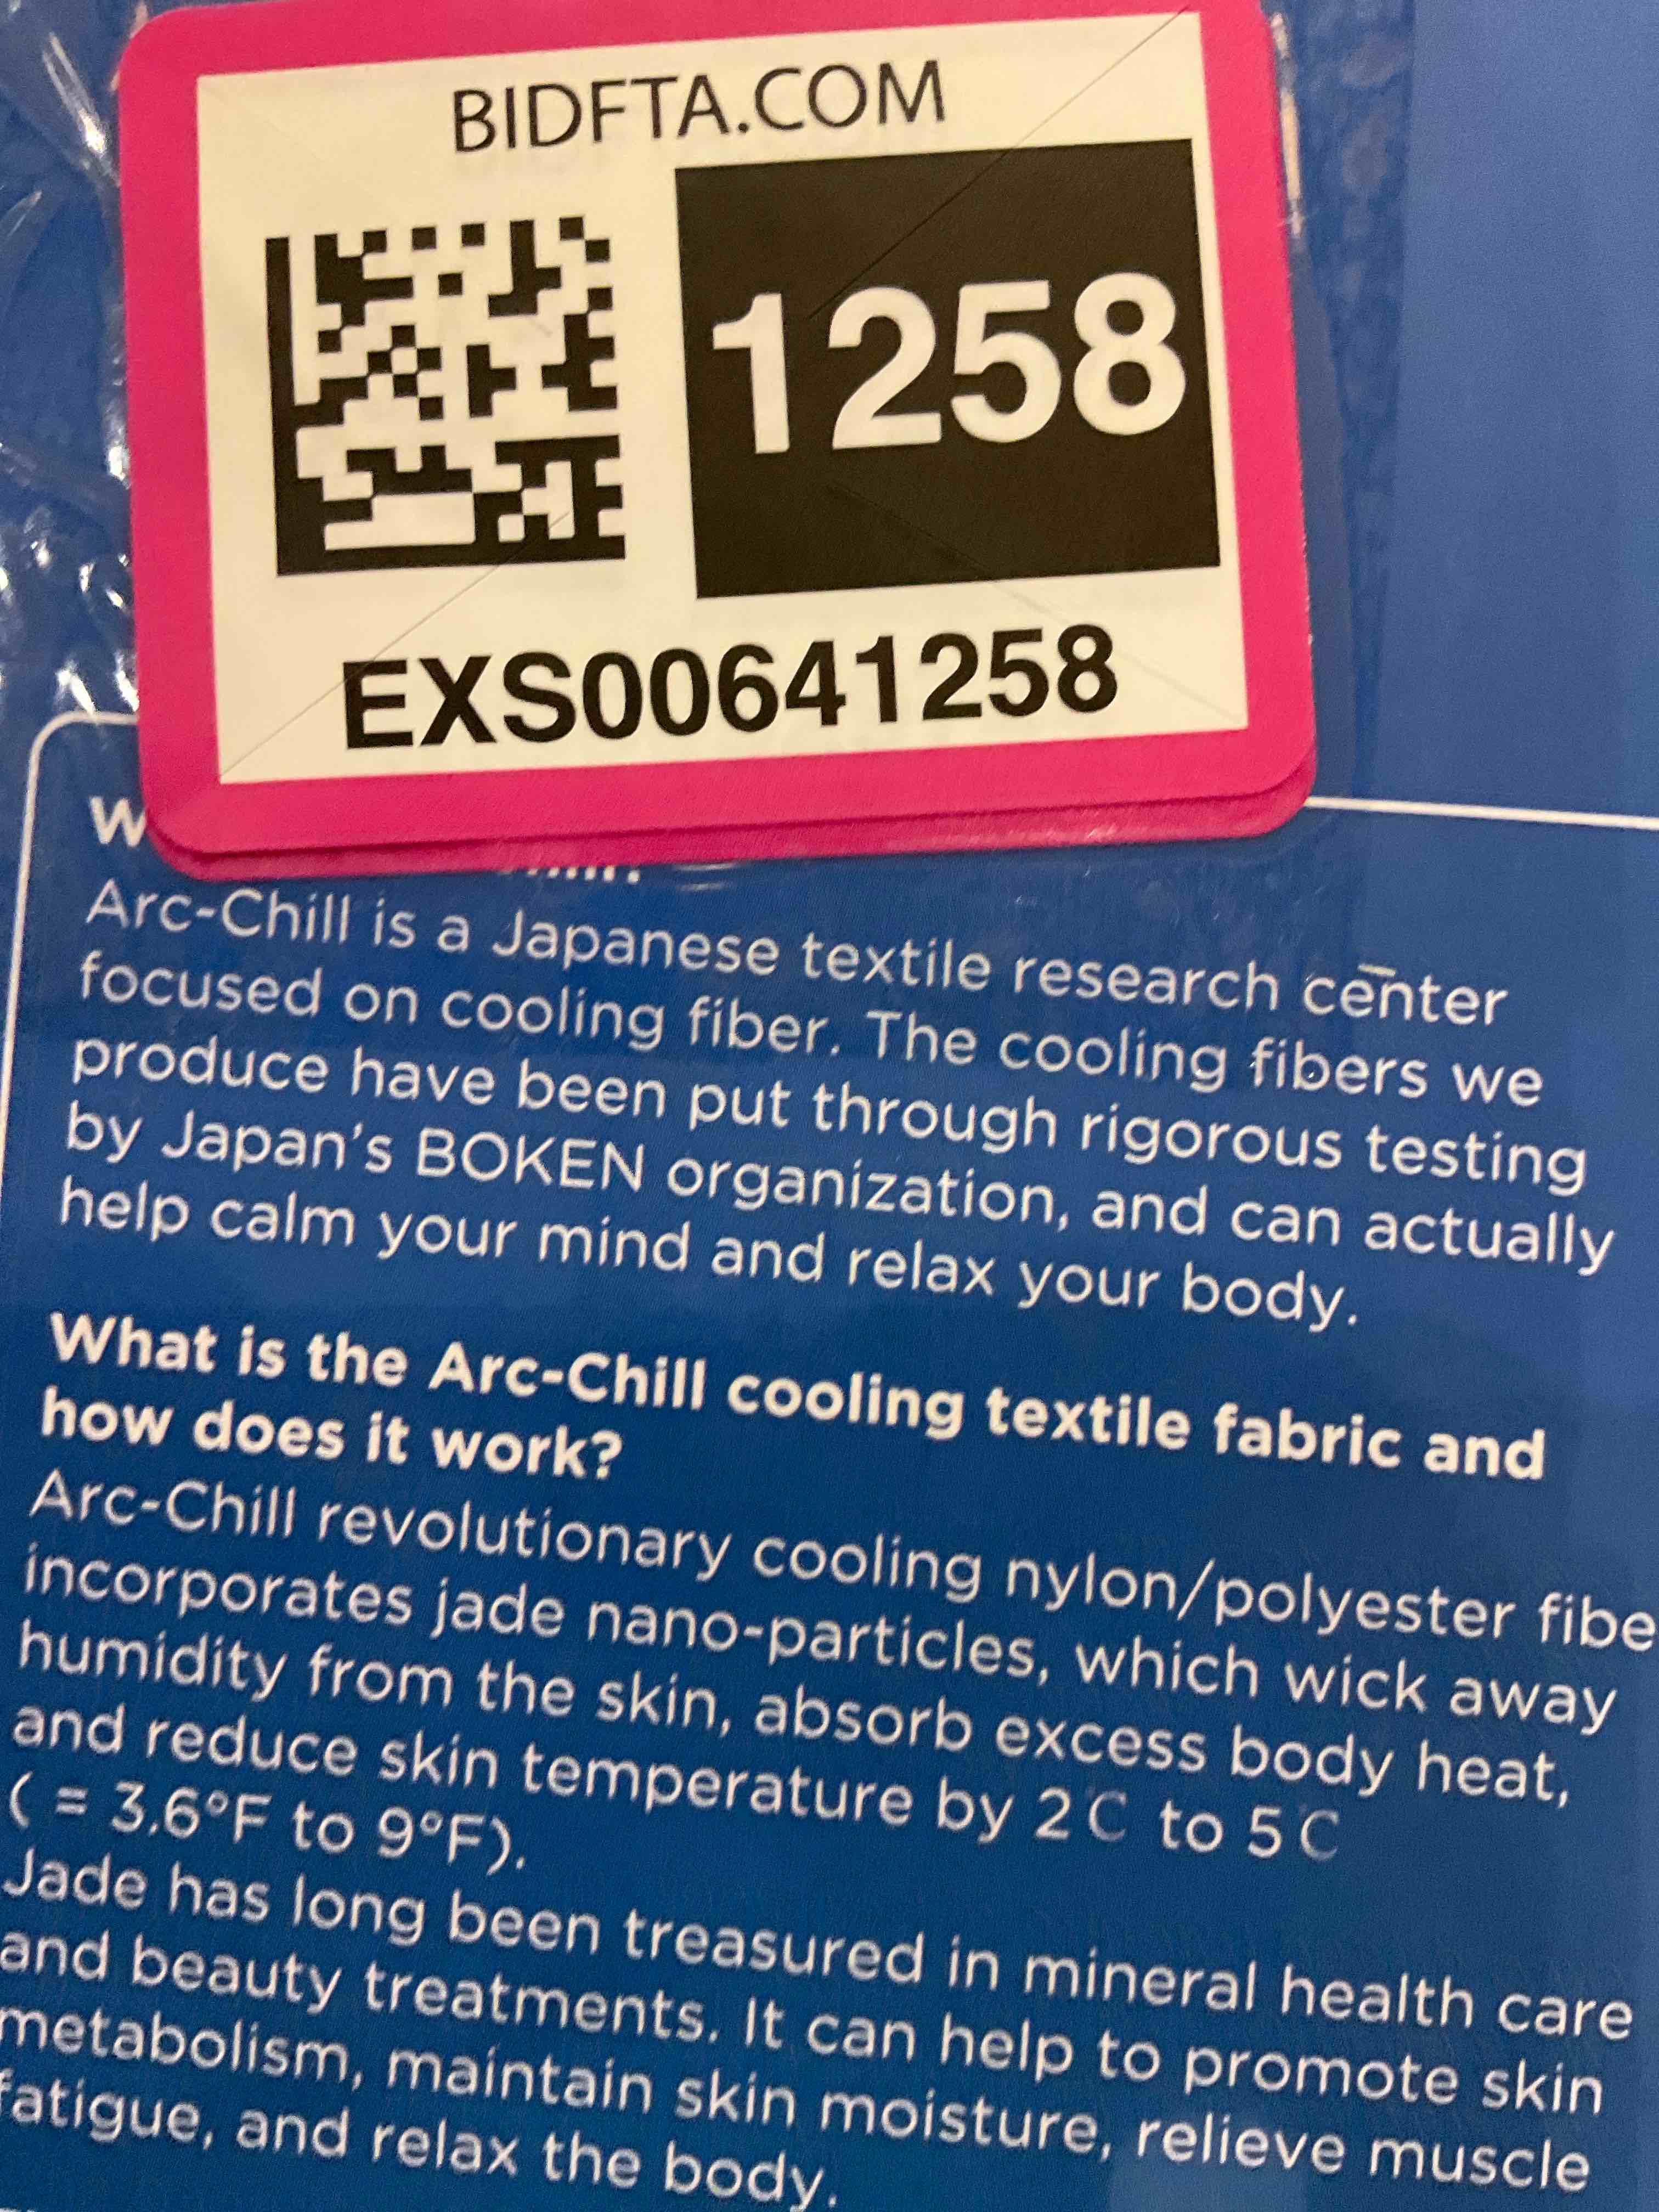 BIDFTA.COM
1258
EXS00641258
Arc-Chill is a Japanese textile research center
focused on cooling fiber. The cooling fibers we
produce have been put through rigorous testing
by Japan's BOKEN organization, and can actually
help calm your mind and relax your body.
What is the Arc-Chill cooling textile fabric and
how does it work?
Arc-Chill revolutionary cooling nylon/polyester fibe
incorporates jade nano-particles, which wick away
humidity from the skin, absorb excess body heat,
and reduce skin temperature by 2℃ to 5℃
( = 3.6°F to 9°F).
Jade has long been treasured in mineral health care
and beauty treatments. It can help to promote skin
metabolism, maintain skin moisture, relieve muscle
fatigue, and relax the body.